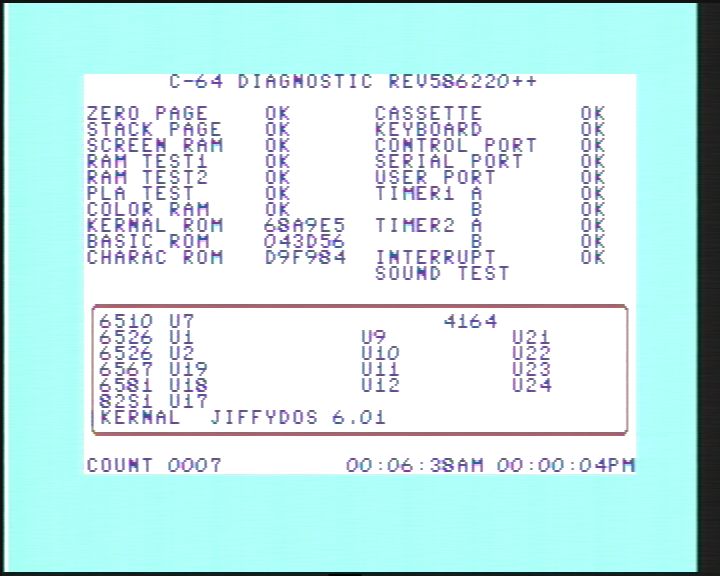 C-64 DIAGNOSTIC REV586220++
ZERO PAGE OK CASSETTE OK
STACK PAGE OK KEYBOARD OK
SCREEN RAM OK CONTROL PORT OK
RAM TEST1 OK SERIAL PORT OK
RAM TEST2 OK USER PORT OK
PLA TEST OK TIMER1 A OK
COLOR RAM OK B OK
KERNAL ROM 68A9E5 TIMER2 A OK
BASIC ROM 043D56 B OK
CHARAC ROM D9F984 INTERRUPT OK
SOUND TEST
6510 U7 4164
6526 U1 U9 U21
6526 U2 U10 U22
6567 U19 U11 U23
6581 U18 U12 U24
82S1 U17
KERNAL JIFFYDOS 6.01
COUNT 0007 00:06:38AM 00:00:04PM